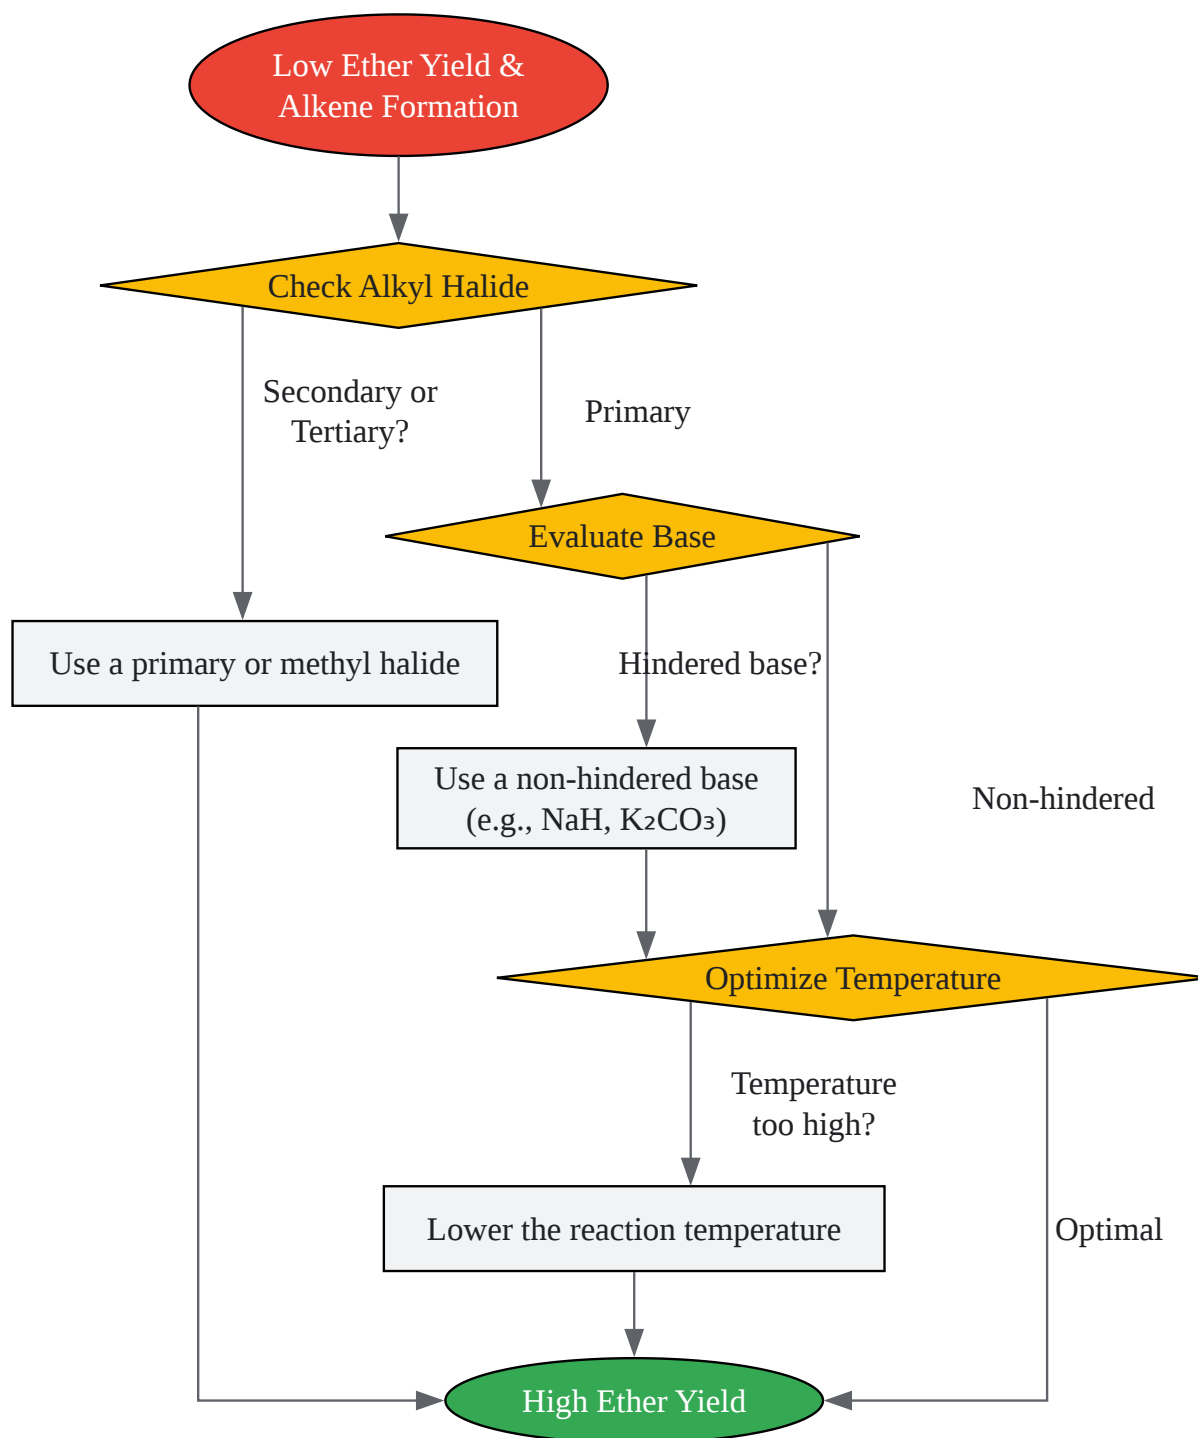 Low Ether Yield &
Alkene Formation
Check Alkyl Halide
Secondary or
Tertiary?
Primary
Evaluate Base
Use a primary or methyl halide
Hindered base?
Use a non-hindered base
(e.g., NaH, K₂CO₃)
Non-hindered
Optimize Temperature
Temperature
too high?
Lower the reaction temperature
Optimal
High Ether Yield